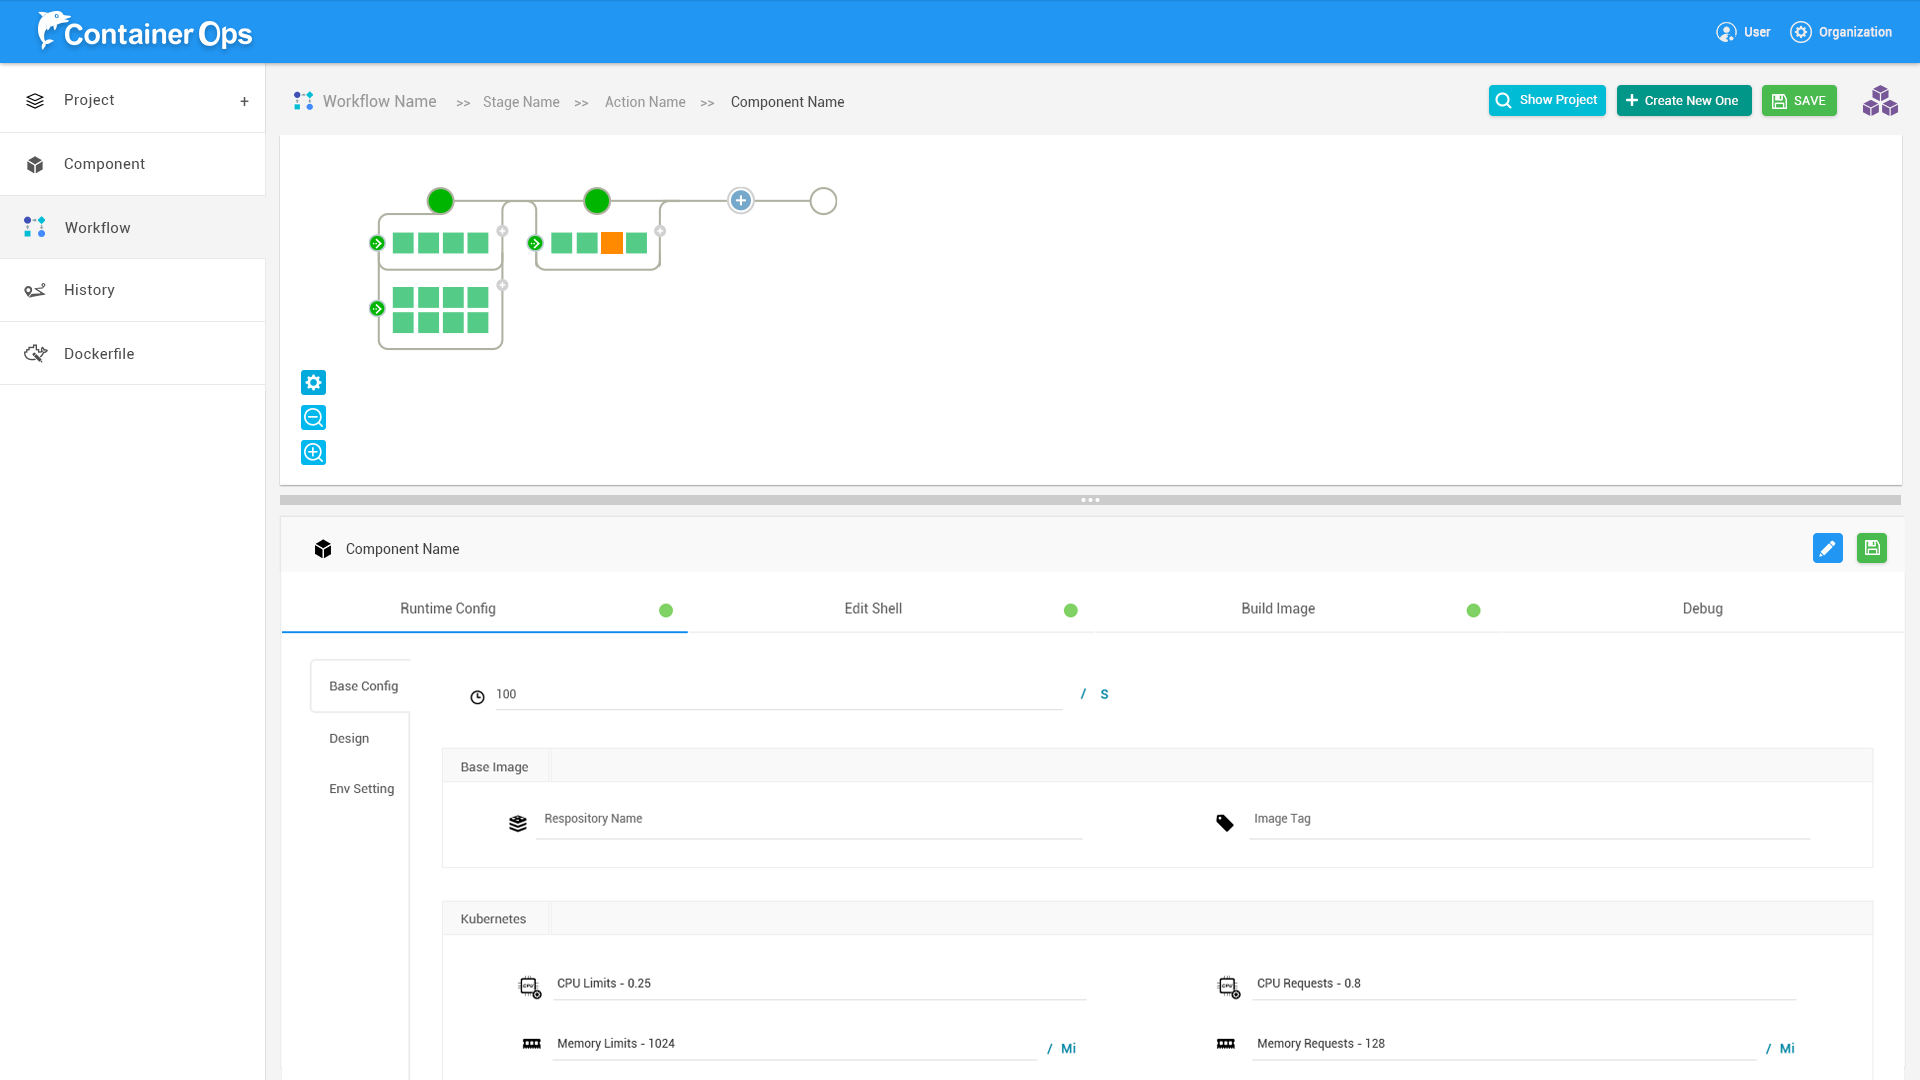 Container Ops
User
Organization
Project +
Component
Workflow
History
Dockerfile
Workflow Name >> Stage Name >> Action Name >> Component Name
Show Project
+ Create New One
SAVE
Component Name
Runtime Config
Edit Shell
Build Image
Debug
Base Config
Design
Env Setting
100 / S
Base Image
Respository Name
Image Tag
Kubernetes
CPU
CPU Limits - 0.25
CPU
CPU Requests - 0.8
Memory Limits - 1024 / Mi
Memory Requests - 128 / Mi